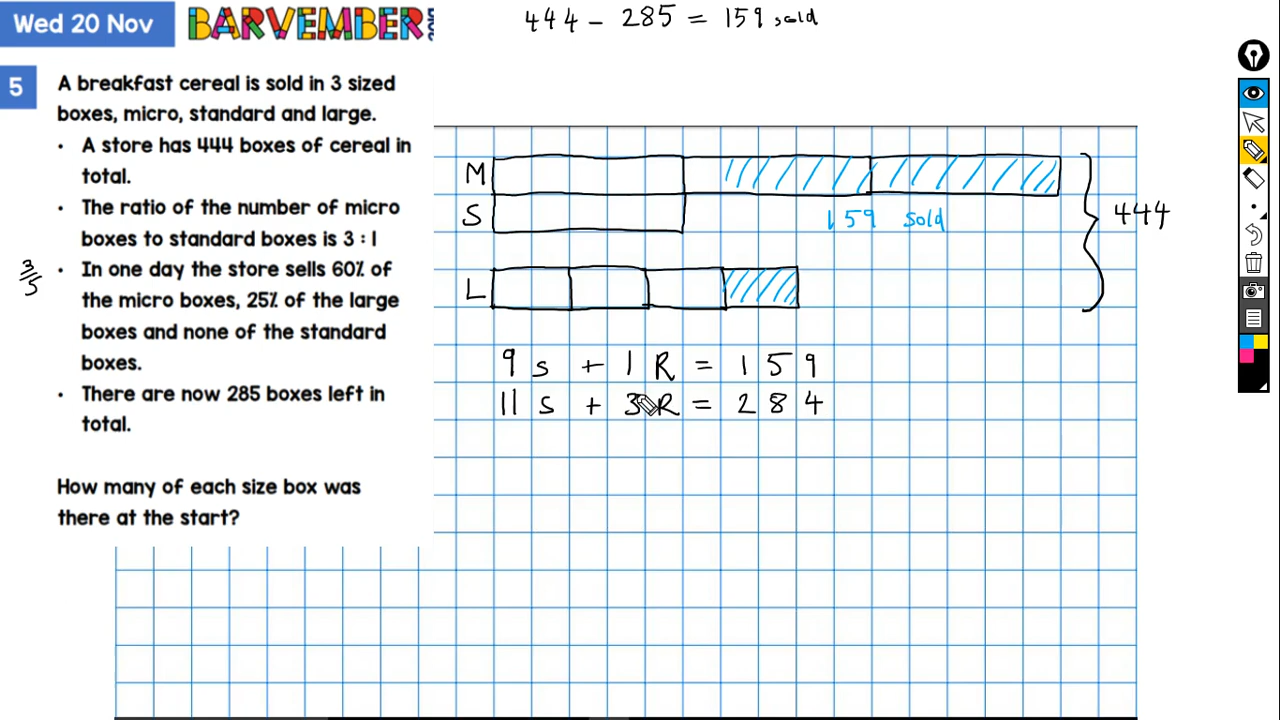 Wed 20 Nov
BARVEMBER
444 - 285 = 159 sold
5
A breakfast cereal is sold in 3 sized
boxes, micro, standard and large.
• A store has 444 boxes of cereal in
total.
• The ratio of the number of micro
boxes to standard boxes is 3 : 1
3/5
• In one day the store sells 60% of
the micro boxes, 25% of the large
boxes and none of the standard
boxes.
• There are now 285 boxes left in
total.
How many of each size box was
there at the start?
M
S
159 sold
444
L
9 s + 1 R = 159
11 s + 3 R = 284